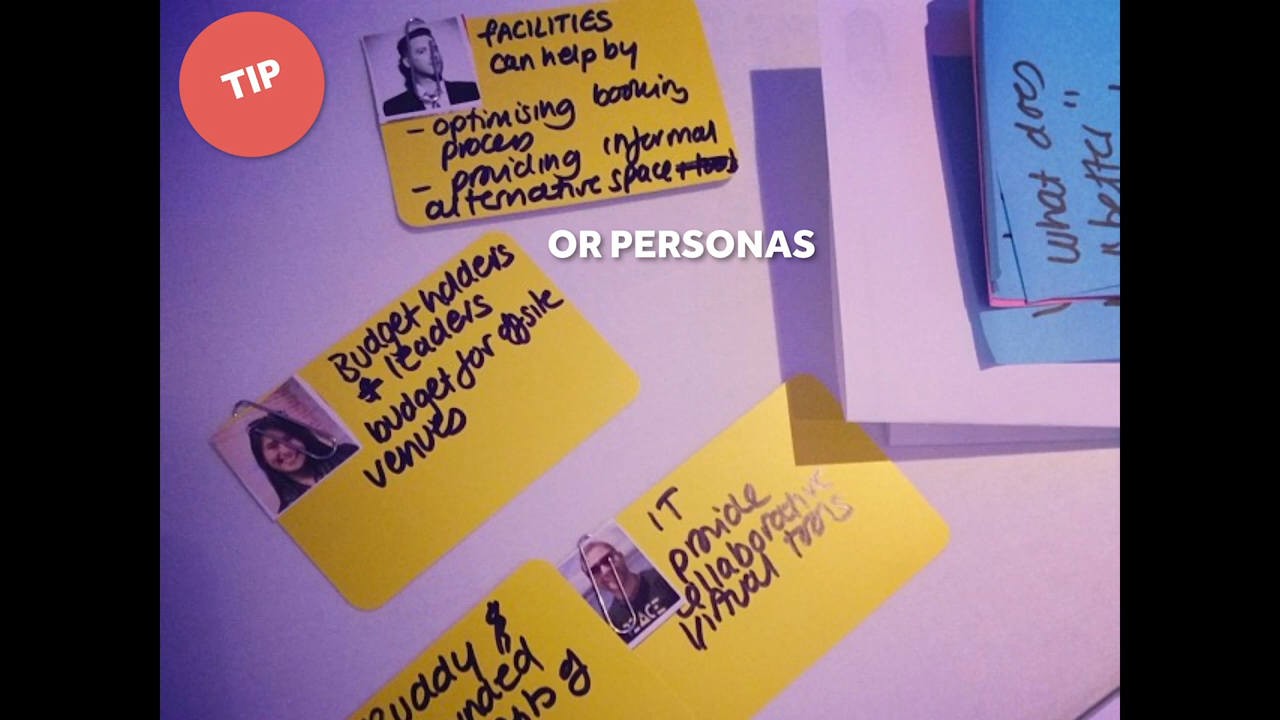 TIP
FACILITIES
can help by
- optimising booking
process
- providing informal
alternative space
OR PERSONAS
Budget holders
& leaders
budget for offsite
venues
IT
provide
collaborative
virtual tools
PEACE
what does
"better"